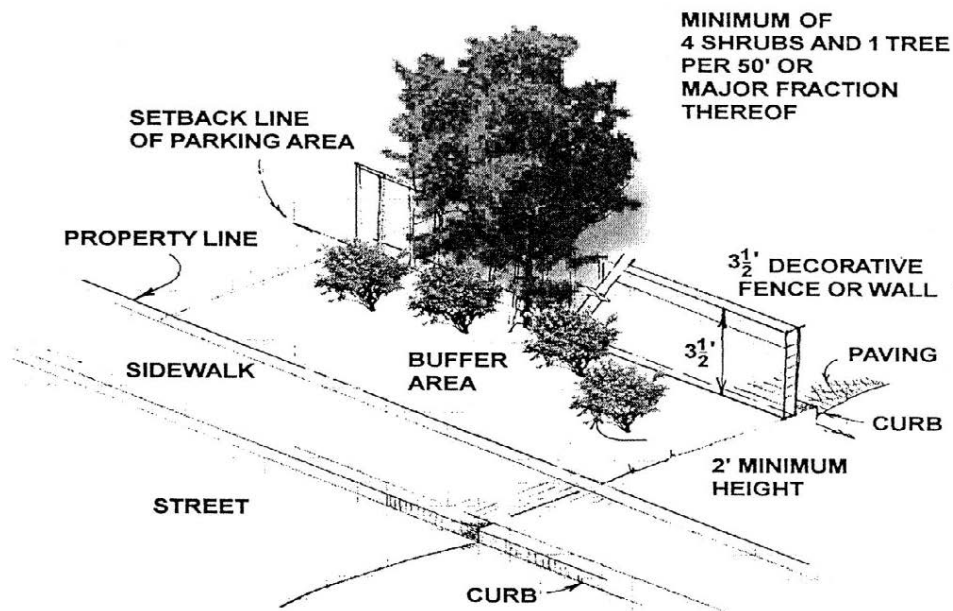 MINIMUM OF
4 SHRUBS AND 1 TREE
PER 50' OR
MAJOR FRACTION
THEREOF
SETBACK LINE
OF PARKING AREA
PROPERTY LINE
3½' DECORATIVE
FENCE OR WALL
3½'
PAVING
SIDEWALK
BUFFER
AREA
CURB
2' MINIMUM
HEIGHT
STREET
CURB